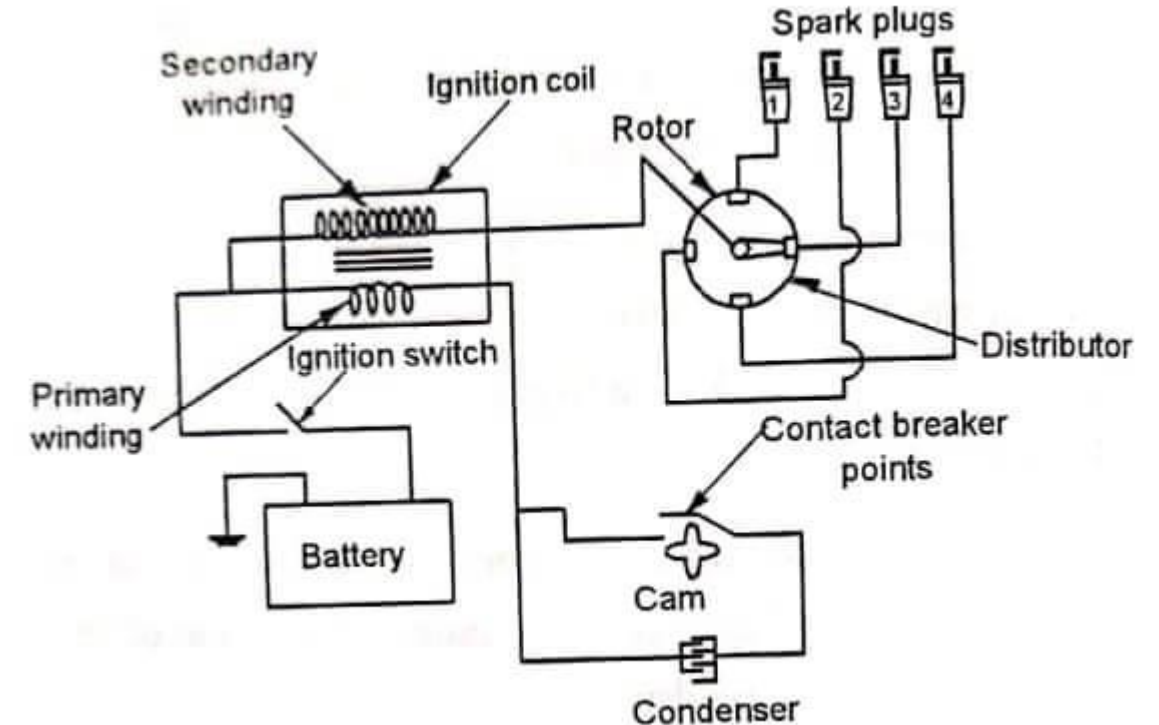 Spark plugs
Secondary
winding
Ignition coil
1 2 3 4
Rotor
Ignition switch
Distributor
Primary
winding
Contact breaker
points
Battery
Cam
Condenser